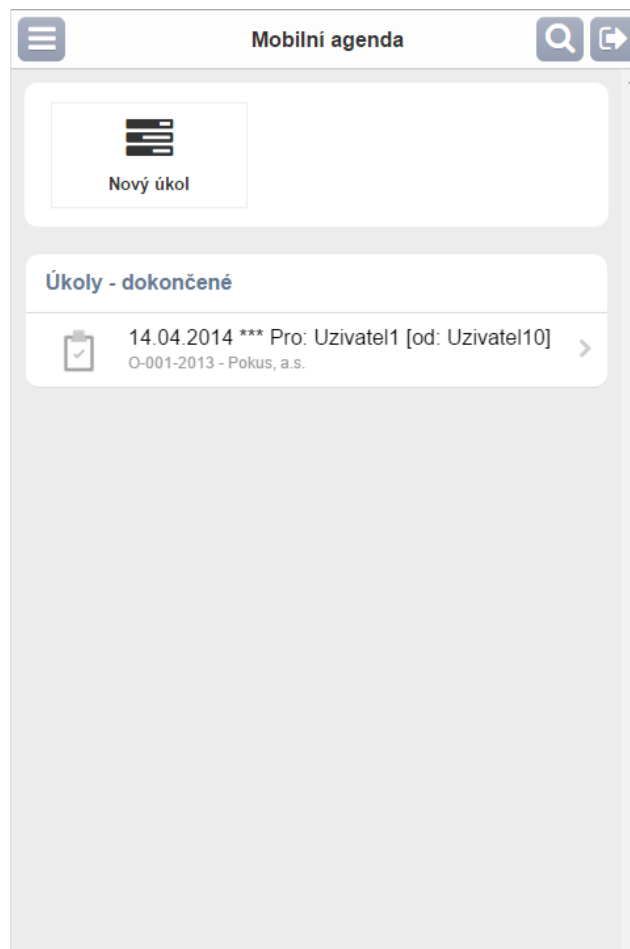 Mobilní agenda
Nový úkol
Úkoly - dokončené
14.04.2014 *** Pro: Uzivatel1 [od: Uzivatel10]
O-001-2013 - Pokus, a.s.